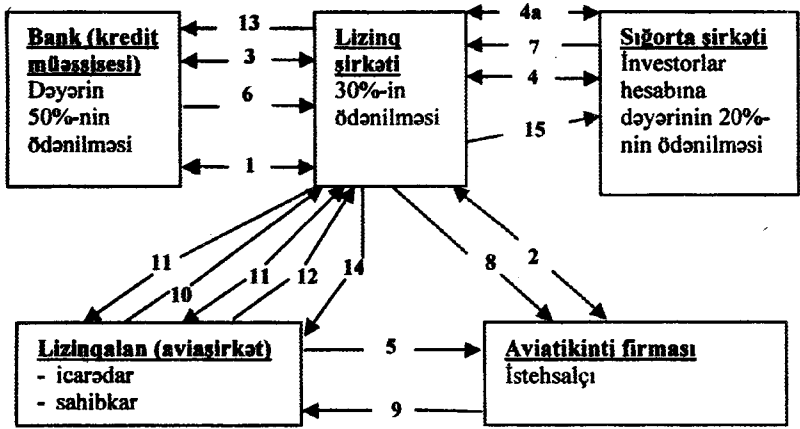 Bank (kredit
müəssisesi)
Dəyərin
50%-nin
ödənilməsi
13
3
6
1
Lizinq
şirkəti
30%-in
ödənilməsi
4a
7
4
15
Sığorta şirkəti
İnvestorlar
hesabına
dəyərinin 20%-
nin ödənilməsi
11
10
11
12
14
8
2
Lizinqalan (aviaşirkət)
- icarədar
- sahibkar
5
9
Aviatikinti firması
İstehsalçı